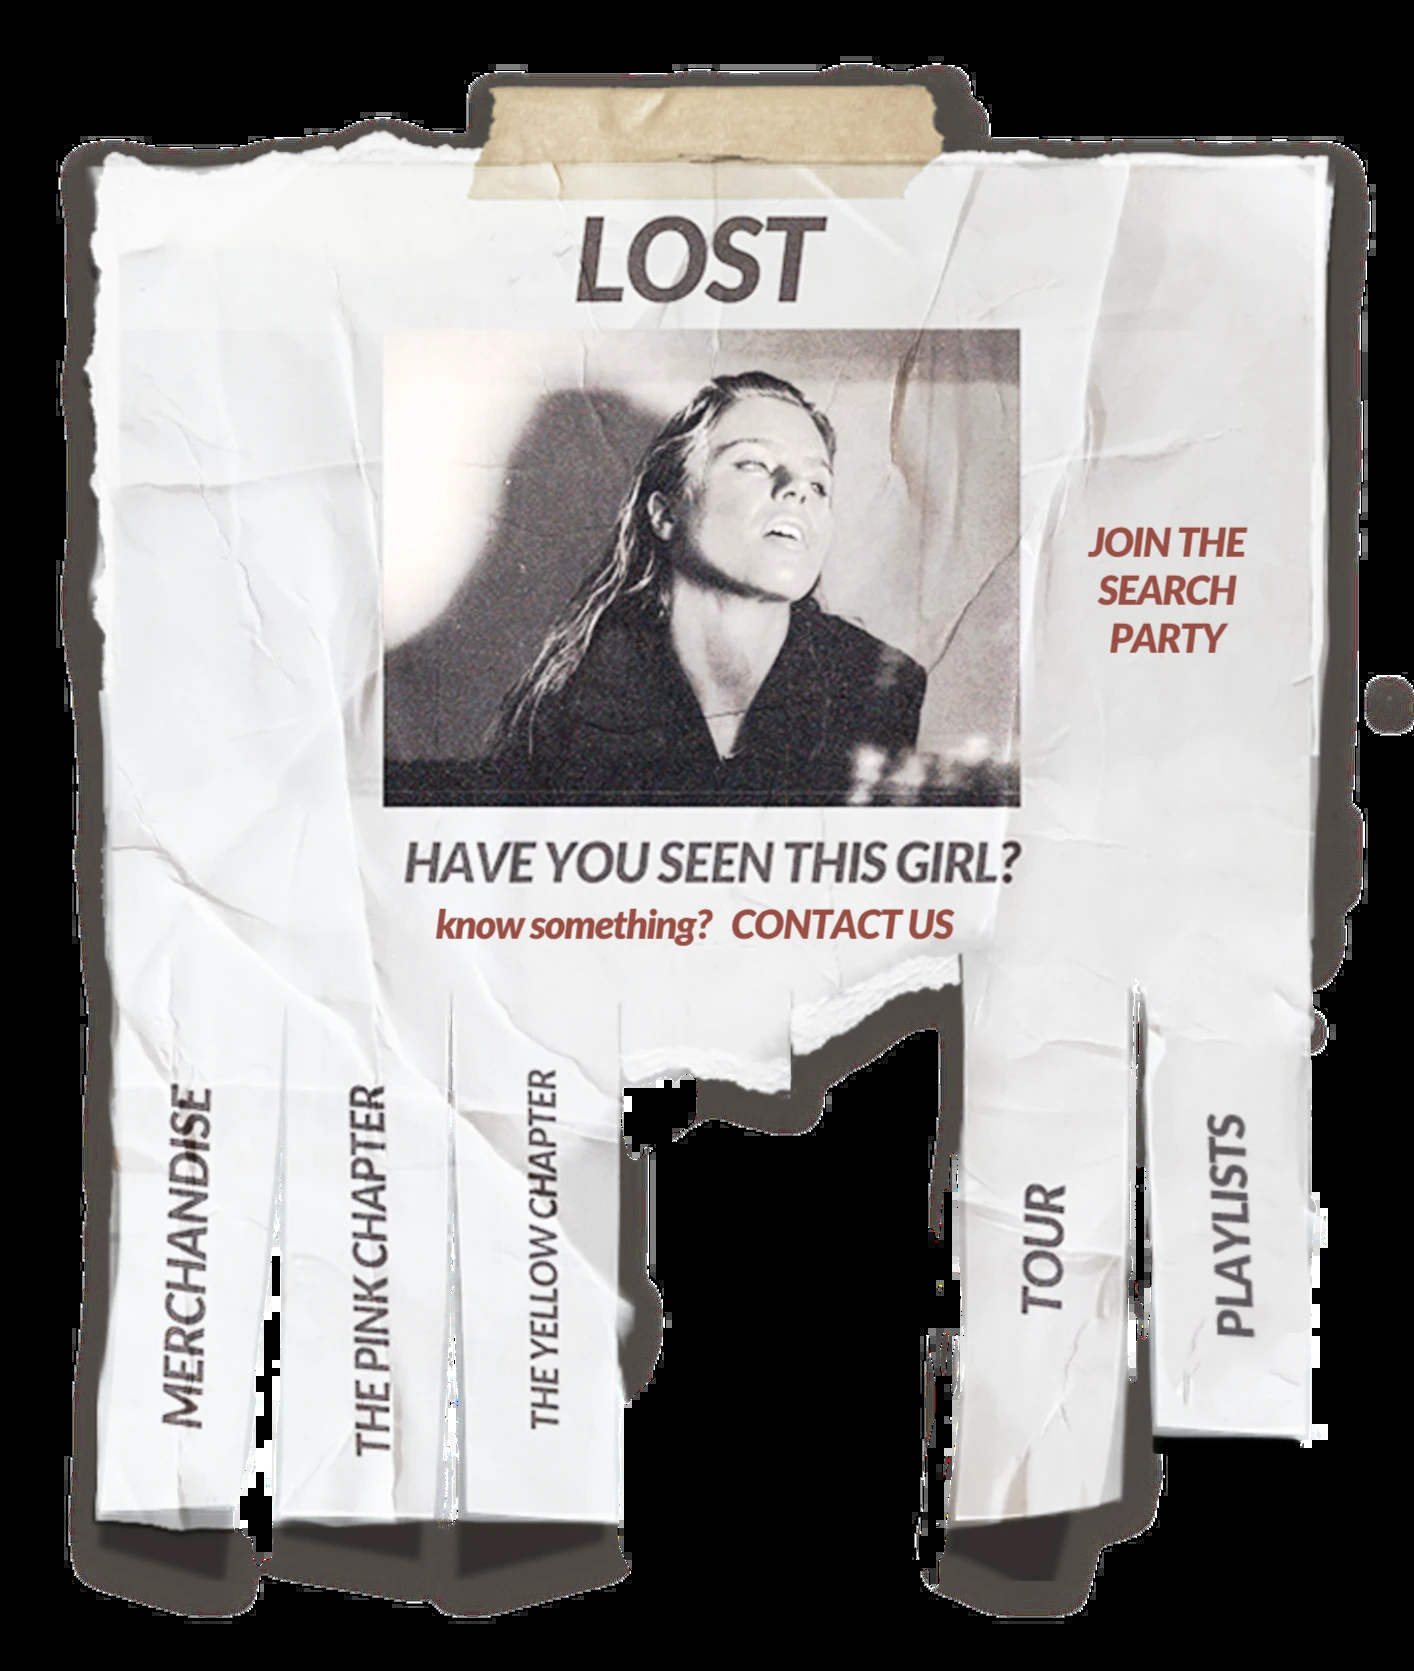 LOST
JOIN THE
SEARCH
PARTY
HAVE YOU SEEN THIS GIRL?
know something? CONTACT US
MERCHANDISE
THE PINK CHAPTER
THE YELLOW CHAPTER
TOUR
PLAYLISTS